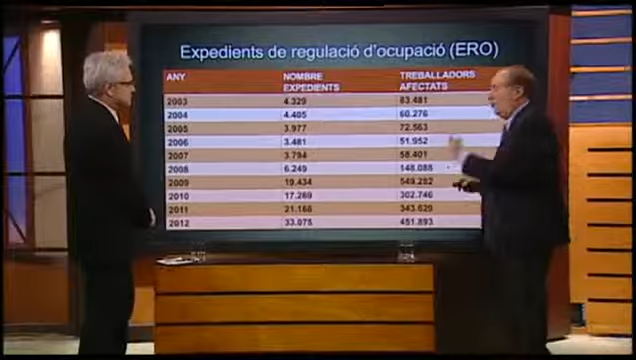 Expedients de regulació d'ocupació (ERO)
ANY NOMBRE EXPEDIENTS TREBALLADORS AFECTATS
2003 4.329 83.481
2004 4.405 60.276
2005 3.977 72.563
2006 3.481 51.952
2007 3.794 58.401
2008 6.249 148.088
2009 19.434 549.282
2010 17.269 302.746
2011 21.168 343.629
2012 33.075 451.893